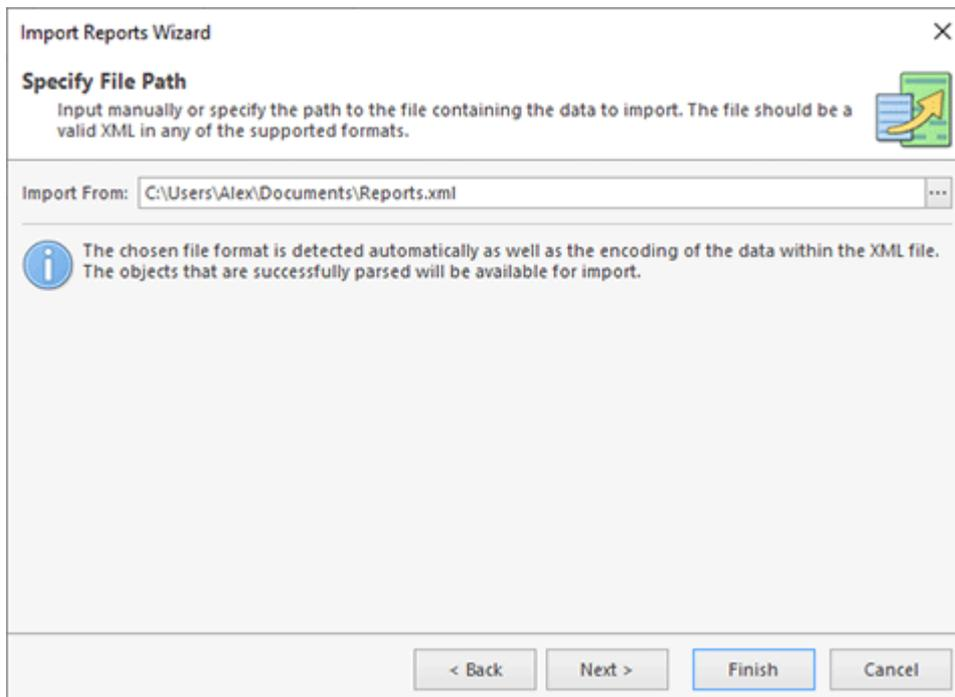 Import Reports Wizard
Specify File Path
Input manually or specify the path to the file containing the data to import. The file should be a
valid XML in any of the supported formats.
Import From: C:\Users\Alex\Documents\Reports.xml ...
The chosen file format is detected automatically as well as the encoding of the data within the XML file.
The objects that are successfully parsed will be available for import.
< Back Next > Finish Cancel